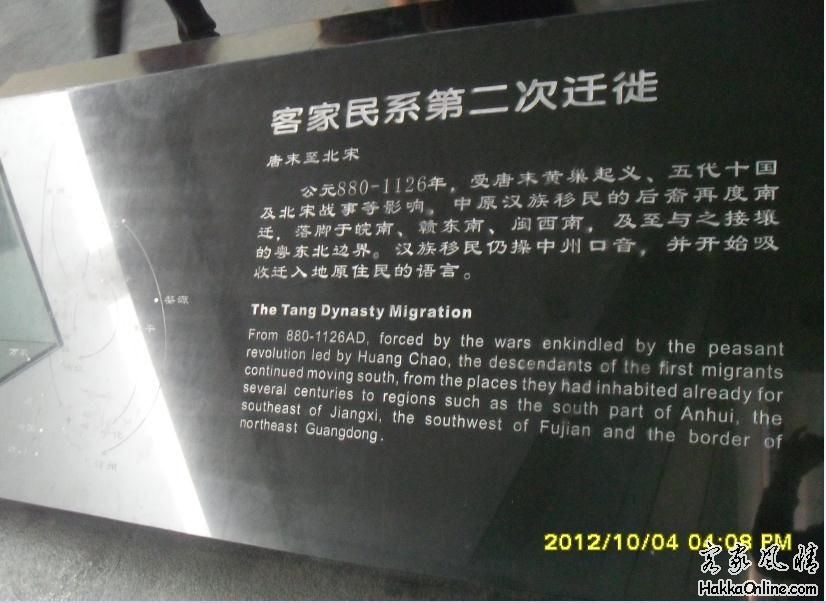 客家民系第二次迁徙
唐末至北宋
公元880-1126年，受唐末黄巢起义、五代十国
及北宋战事等影响，中原汉族移民的后裔再度南
迁，落脚于皖南、赣东南、闽西南，及至与之接壤
的粤东北边界。汉族移民仍操中州口音，并开始吸
收迁入地原住民的语言。
The Tang Dynasty Migration
From 880-1126AD, forced by the wars enkindled by the peasant
revolution led by Huang Chao, the descendants of the first migrants
continued moving south, from the places they had inhabited already for
several centuries to regions such as the south part of Anhui, the
southeast of Jiangxi, the southwest of Fujian and the border of
northeast Guangdong.
婺源
2012/10/04 04:08 PM
客家风情
HakkaOnline.com